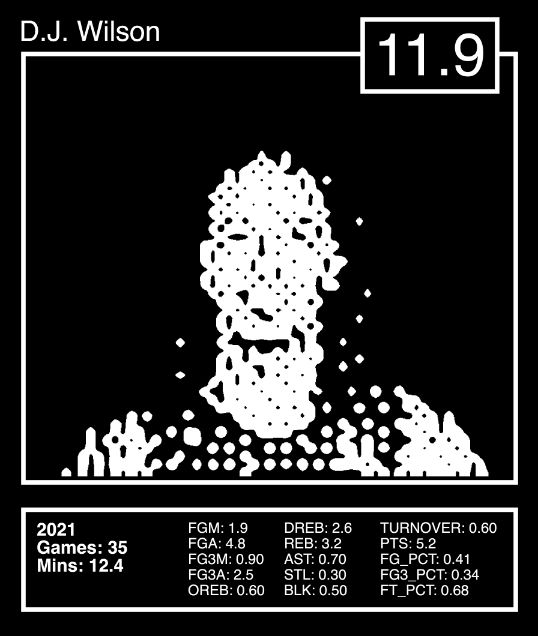 D.J. Wilson
11.9
2021
Games: 35
Mins: 12.4
FGM: 1.9
FGA: 4.8
FG3M: 0.90
FG3A: 2.5
OREB: 0.60
DREB: 2.6
REB: 3.2
AST: 0.70
STL: 0.30
BLK: 0.50
TURNOVER: 0.60
PTS: 5.2
FG_PCT: 0.41
FG3_PCT: 0.34
FT_PCT: 0.68